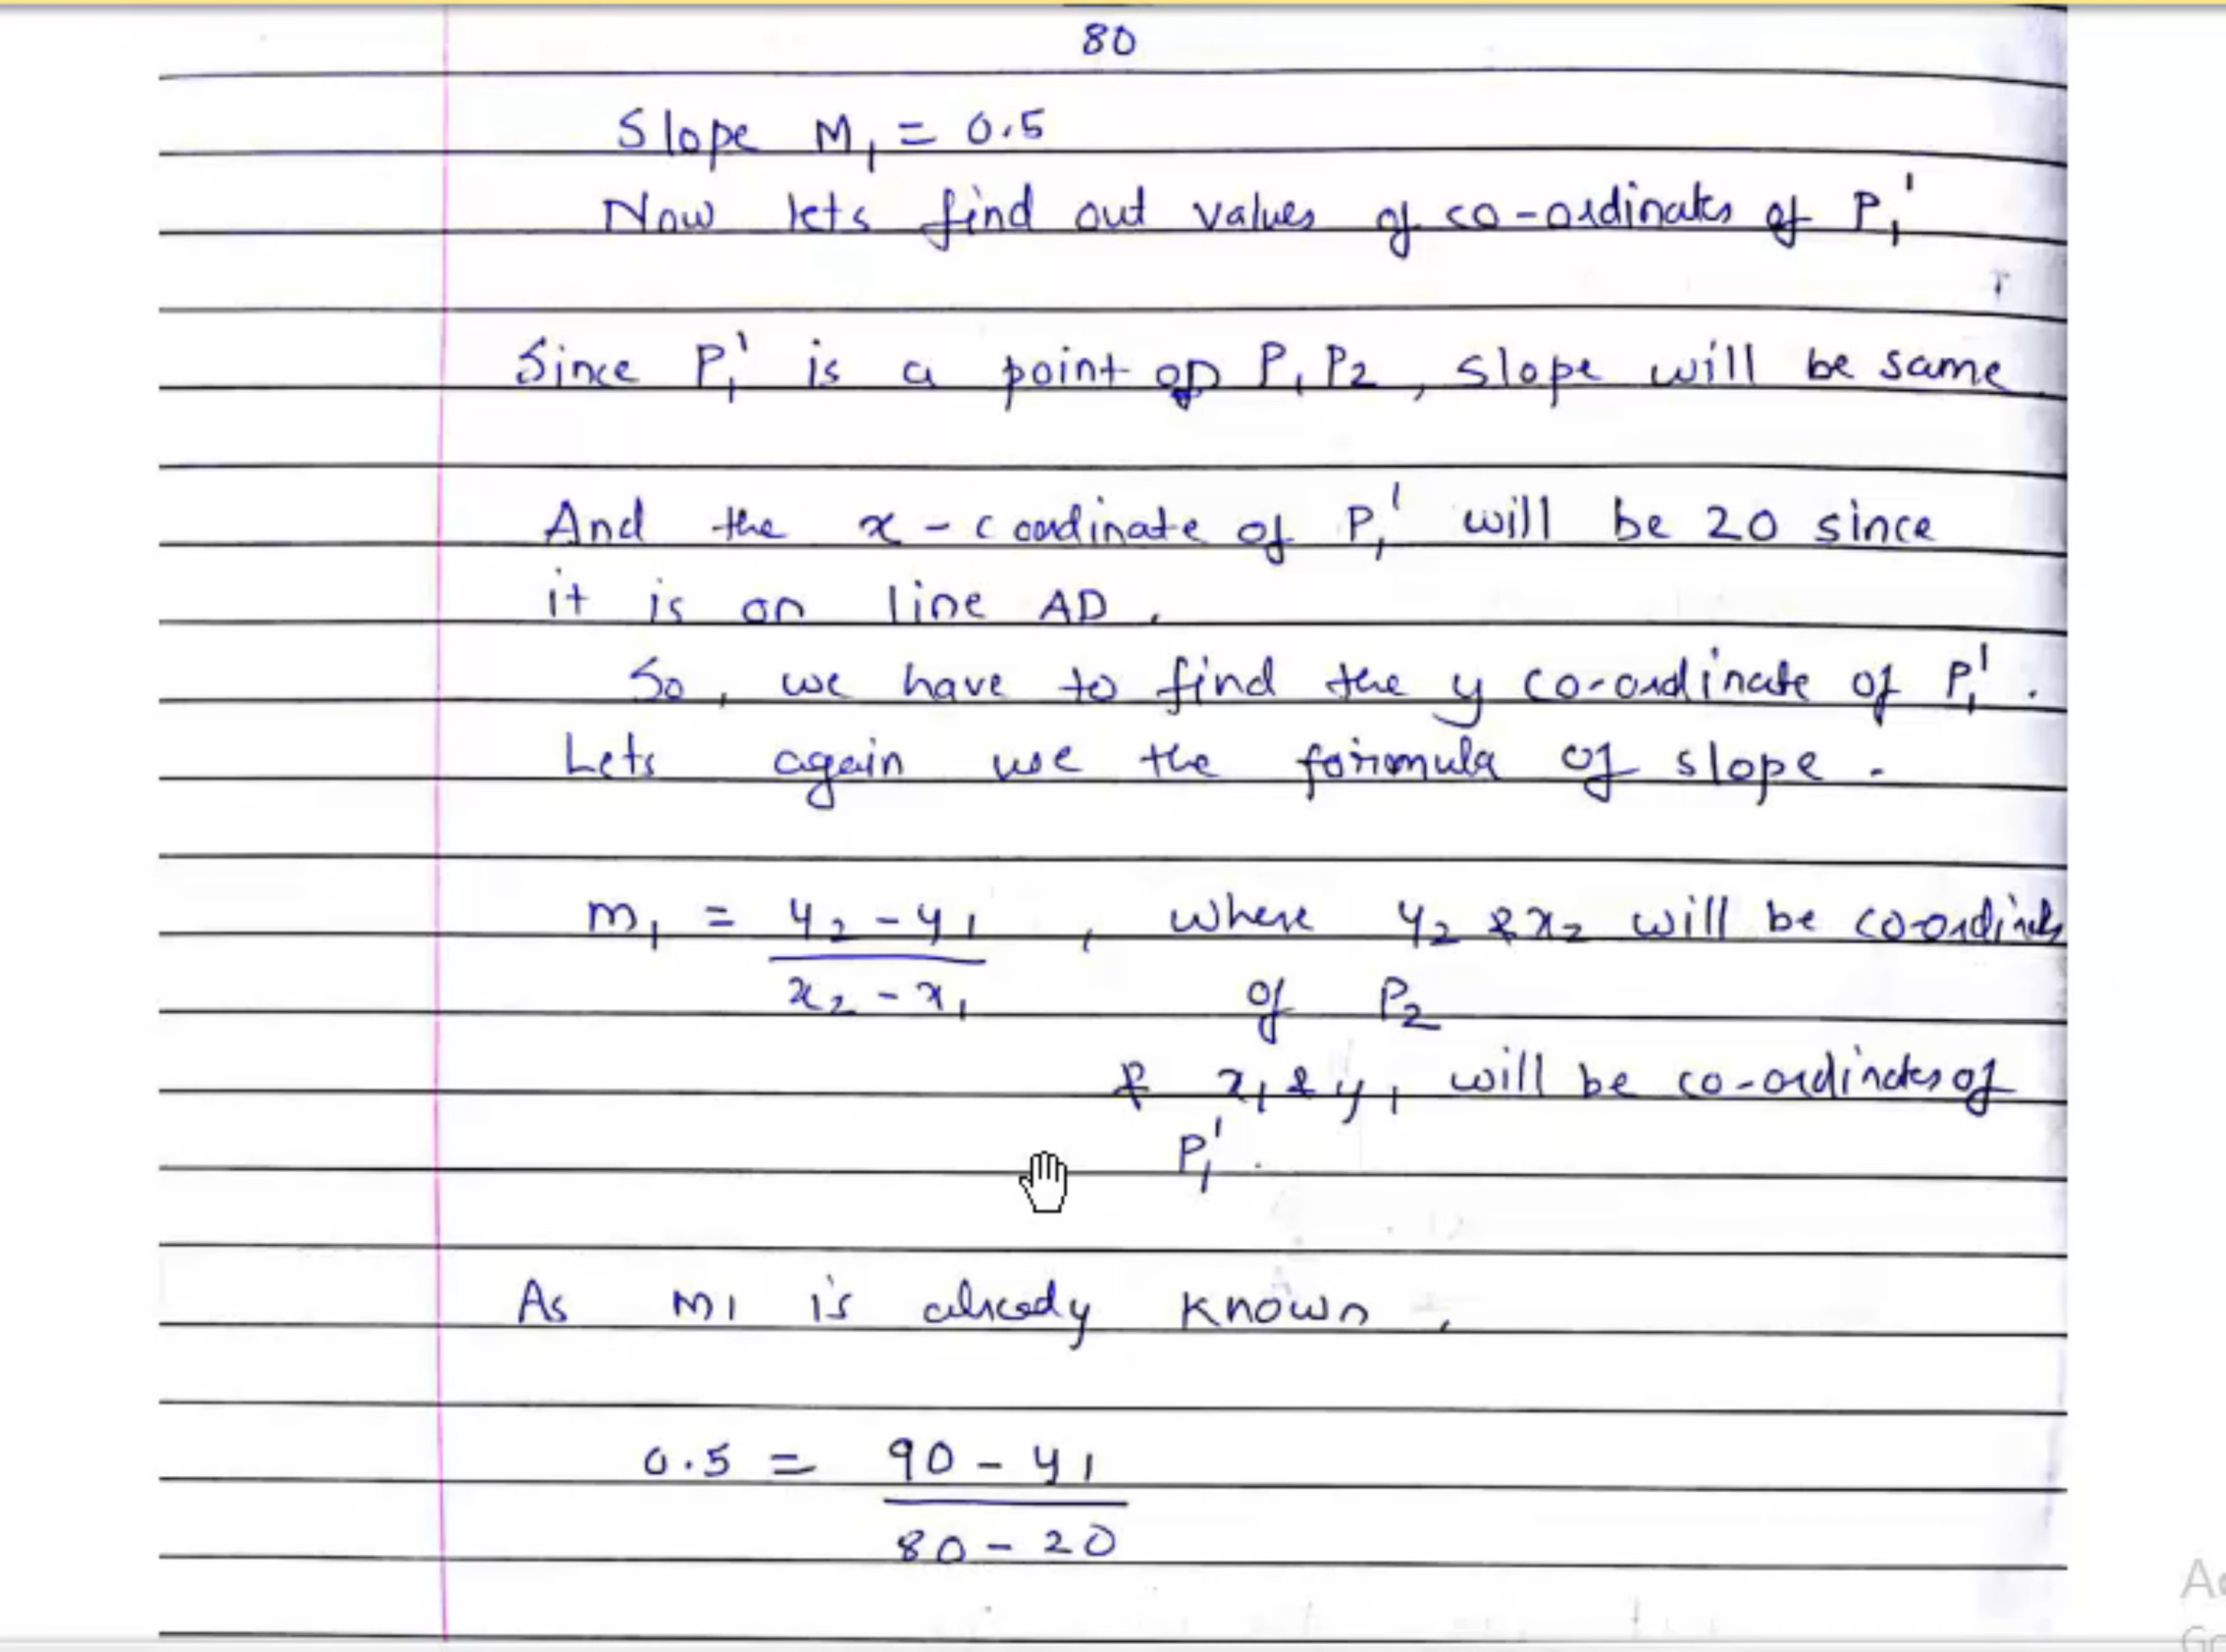 80
Slope M₁ = 0.5
Now lets find out values of co-ordinates of P₁'
Since P₁' is a point on P₁P₂, slope will be same.
And the x-coordinate of P₁' will be 20 since
it is on line AD.
So, we have to find the y co-ordinate of P₁'.
Lets again use the formula of slope.
m₁ = y₂ - y₁ , where y₂ & x₂ will be co-ordinates
x₂ - x₁ of P₂
& x₁ & y₁ will be co-ordinates of
P₁'.
As m₁ is already known,
0.5 = 90 - y₁
80 - 20